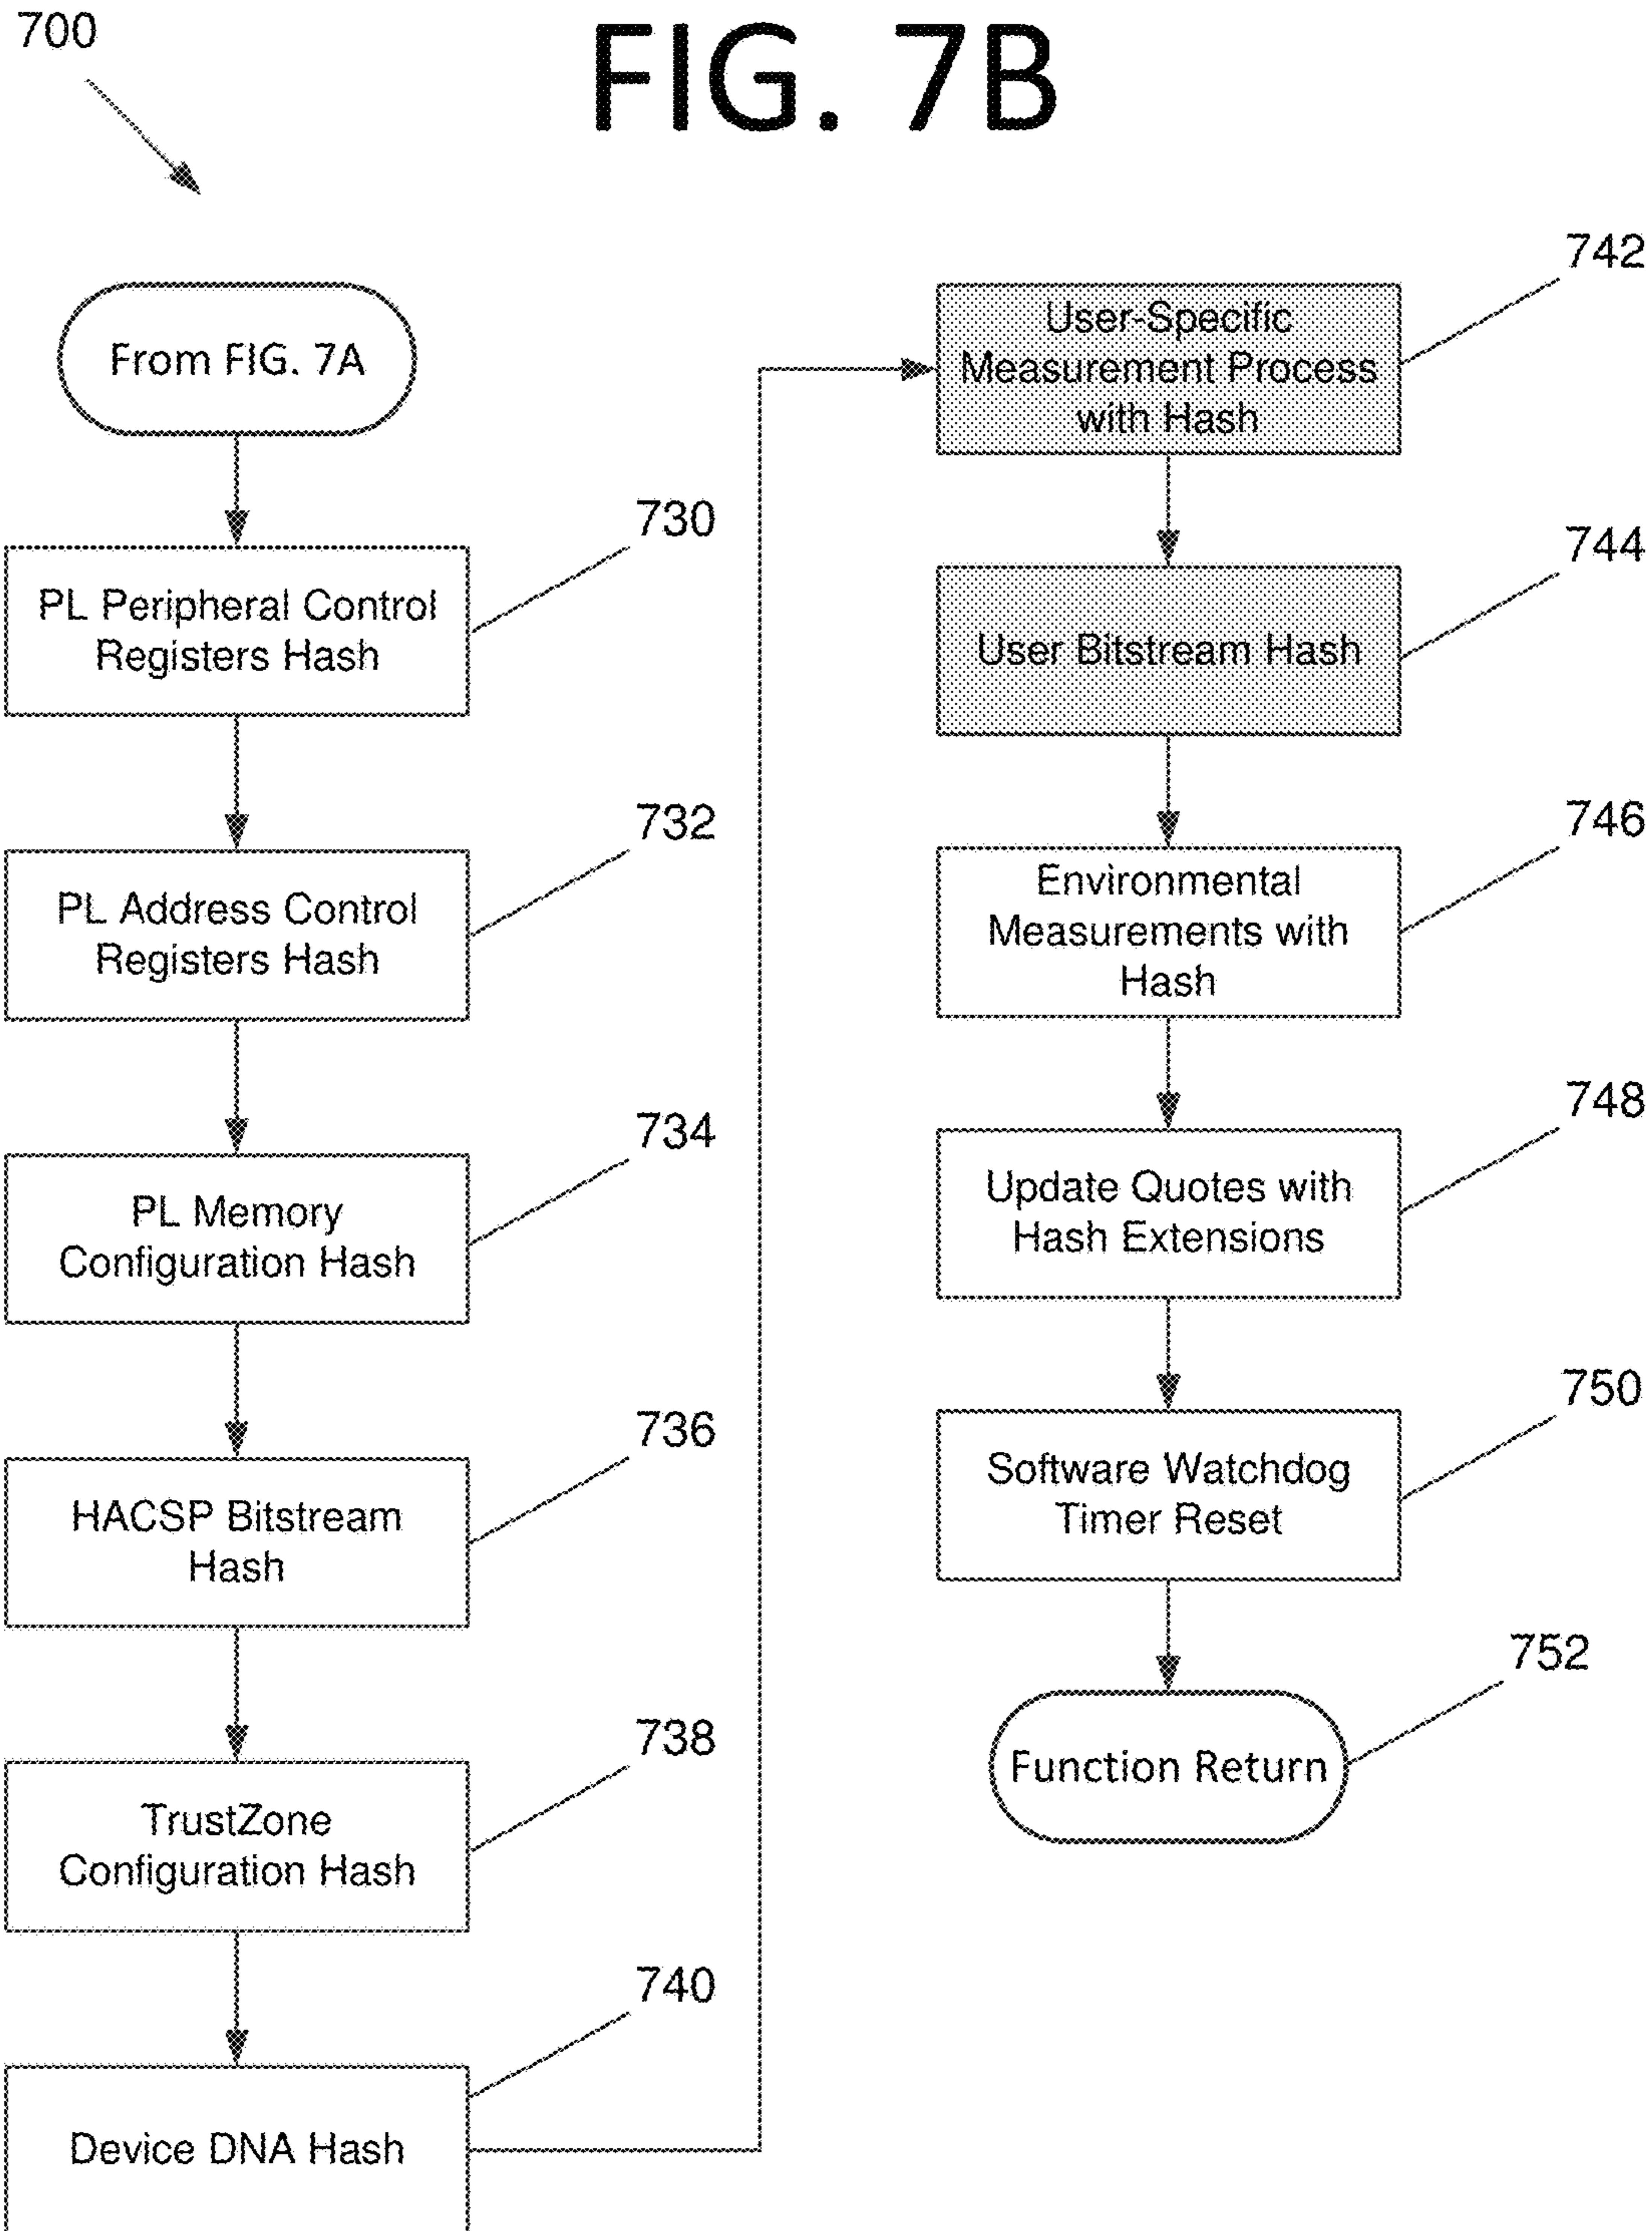 700
FIG. 7B
From FIG. 7A
730
PL Peripheral Control
Registers Hash
732
PL Address Control
Registers Hash
734
PL Memory
Configuration Hash
736
HACSP Bitstream
Hash
738
TrustZone
Configuration Hash
740
Device DNA Hash
742
User-Specific
Measurement Process
with Hash
744
User Bitstream Hash
746
Environmental
Measurements with
Hash
748
Update Quotes with
Hash Extensions
750
Software Watchdog
Timer Reset
752
Function Return